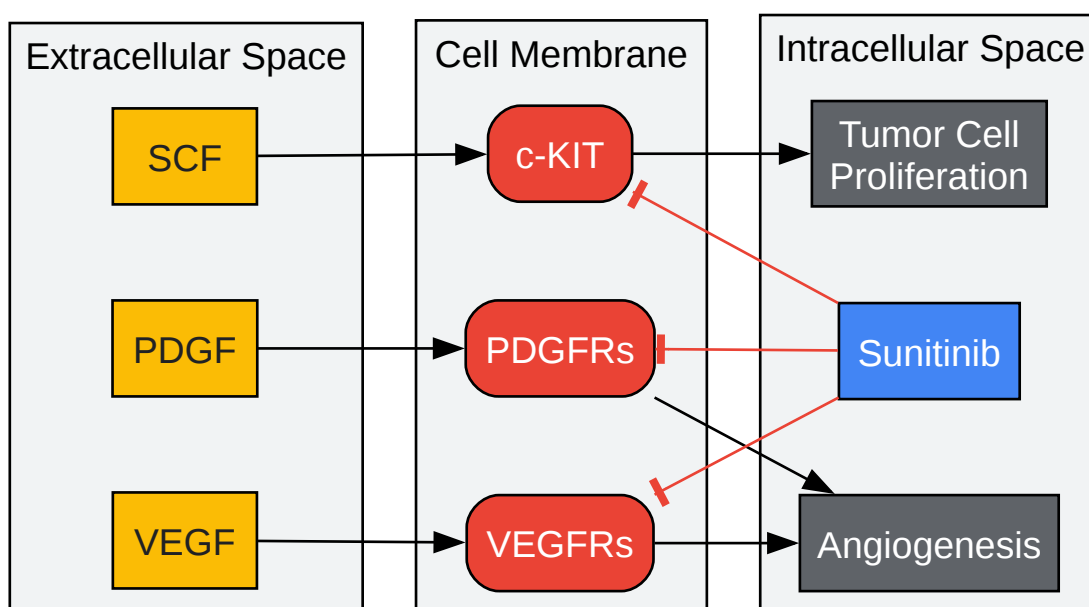 Extracellular Space
Cell Membrane
Intracellular Space
SCF
c-KIT
Tumor Cell
Proliferation
PDGF
PDGFRs
Sunitinib
VEGF
VEGFRs
Angiogenesis